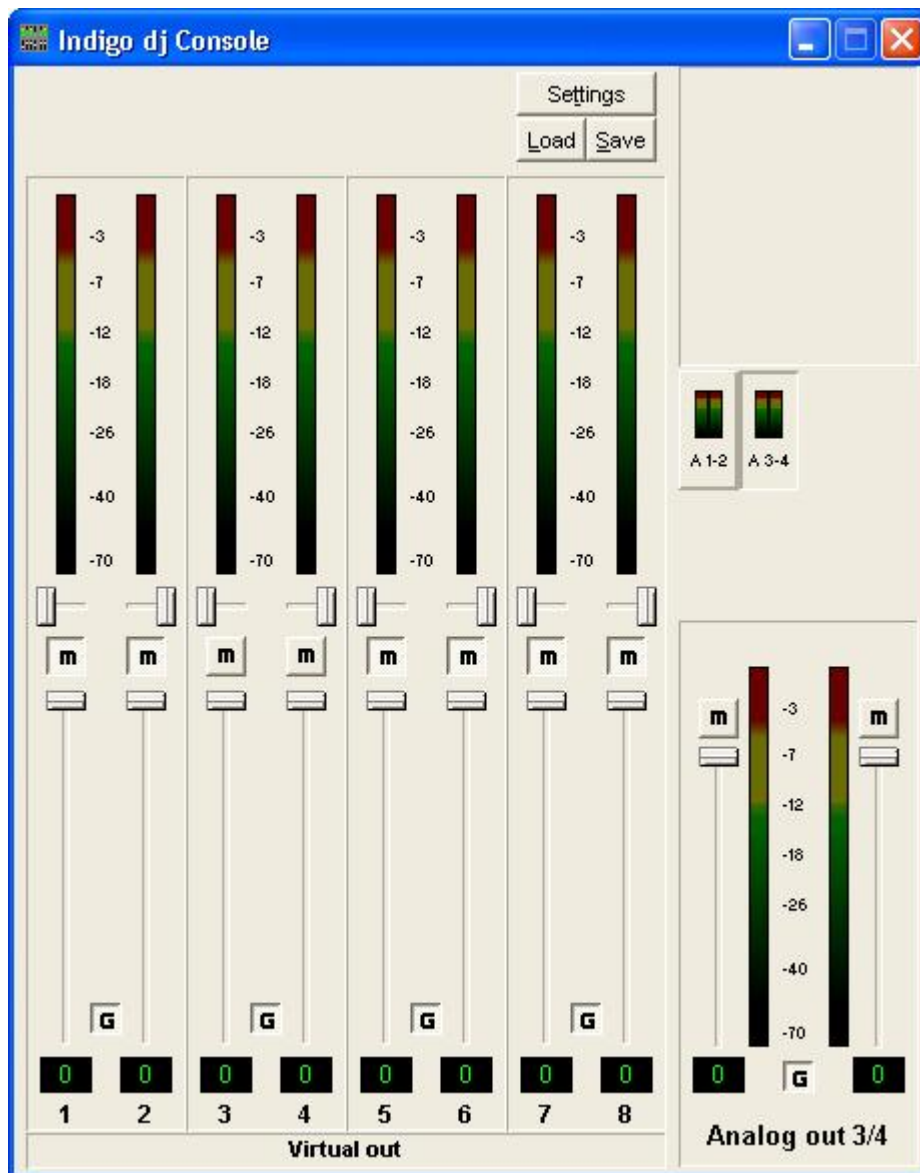 Indigo dj Console
Settings
Load Save
-3 -3 -3 -3
-7 -7 -7 -7
-12 -12 -12 -12
-18 -18 -18 -18
-26 -26 -26 -26
-40 -40 -40 -40
-70 -70 -70 -70
m m m m m m m m
G G G G
0 0 0 0 0 0 0 0
1 2 3 4 5 6 7 8
Virtual out
A 1-2 A 3-4
m m
-3
-7
-12
-18
-26
-40
-70
0 G 0
Analog out 3/4